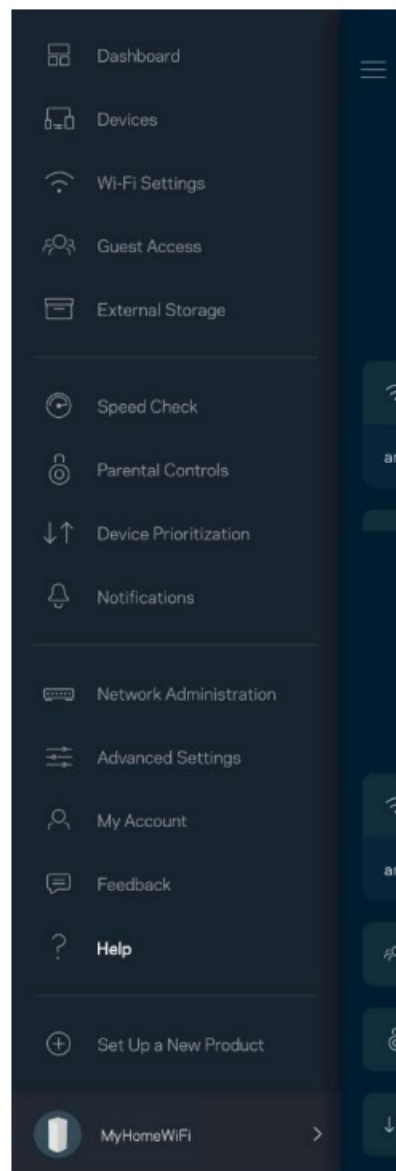 Dashboard
Devices
Wi-Fi Settings
Guest Access
External Storage
Speed Check
Parental Controls
Device Prioritization
Notifications
Network Administration
Advanced Settings
My Account
Feedback
? Help
Set Up a New Product
MyHomeWiFi